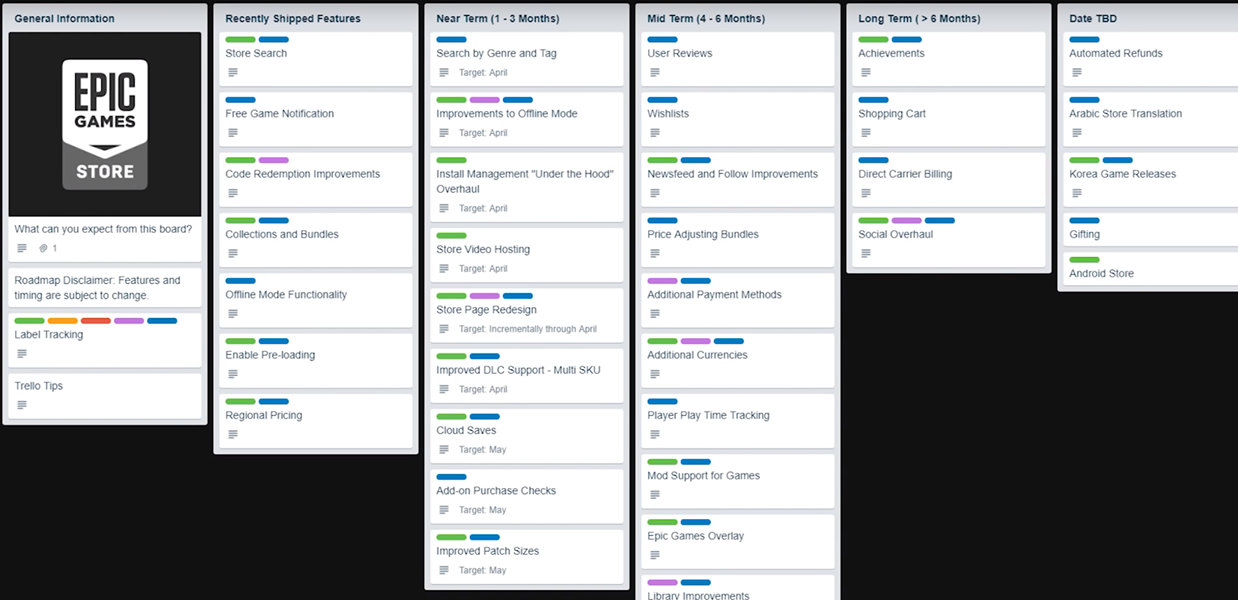 General Information
EPIC
GAMES
STORE
What can you expect from this board?
1
Roadmap Disclaimer: Features and
timing are subject to change.
Label Tracking
Trello Tips
Recently Shipped Features
Store Search
Free Game Notification
Code Redemption Improvements
Collections and Bundles
Offline Mode Functionality
Enable Pre-loading
Regional Pricing
Near Term (1 - 3 Months)
Search by Genre and Tag
Target: April
Improvements to Offline Mode
Target: April
Install Management "Under the Hood"
Overhaul
Target: April
Store Video Hosting
Target: April
Store Page Redesign
Target: Incrementally through April
Improved DLC Support - Multi SKU
Target: April
Cloud Saves
Target: May
Add-on Purchase Checks
Target: May
Improved Patch Sizes
Target: May
Mid Term (4 - 6 Months)
User Reviews
Wishlists
Newsfeed and Follow Improvements
Price Adjusting Bundles
Additional Payment Methods
Additional Currencies
Player Play Time Tracking
Mod Support for Games
Epic Games Overlay
Library Improvements
Long Term ( > 6 Months)
Achievements
Shopping Cart
Direct Carrier Billing
Social Overhaul
Date TBD
Automated Refunds
Arabic Store Translation
Korea Game Releases
Gifting
Android Store